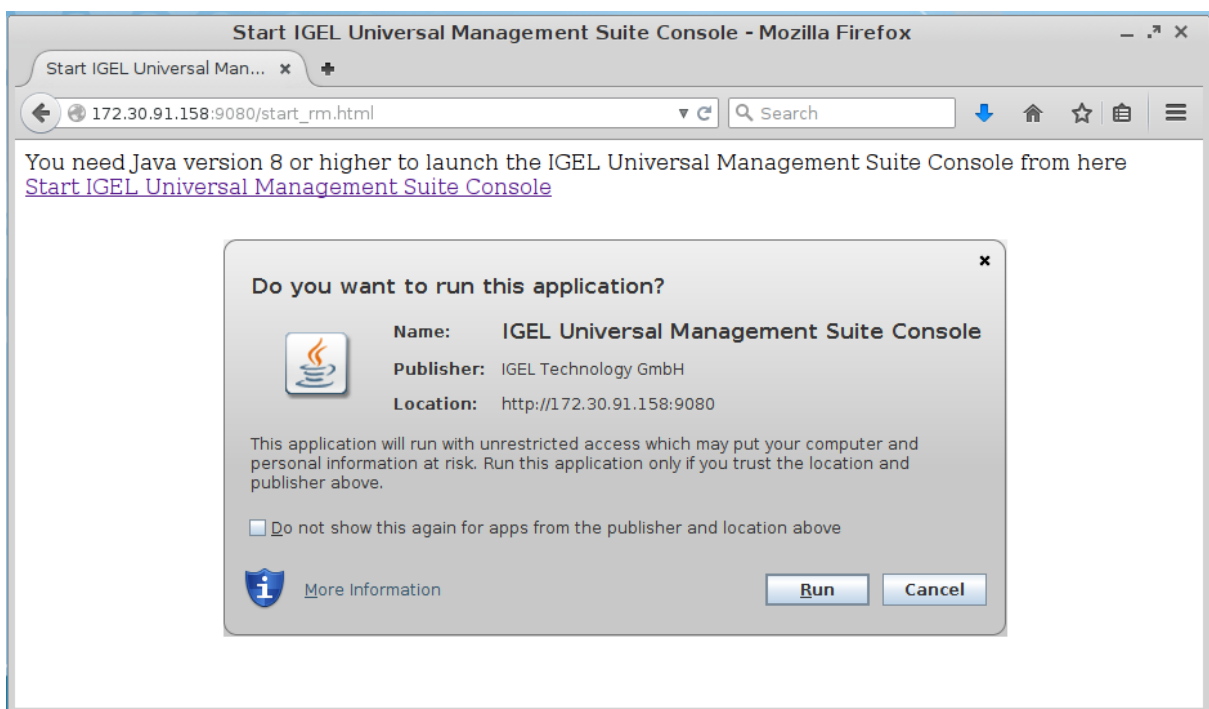 Start IGEL Universal Management Suite Console - Mozilla Firefox
Start IGEL Universal Man...
172.30.91.158:9080/start_rm.html
Search
You need Java version 8 or higher to launch the IGEL Universal Management Suite Console from here
Start IGEL Universal Management Suite Console
Do you want to run this application?
Name: IGEL Universal Management Suite Console
Publisher: IGEL Technology GmbH
Location: http://172.30.91.158:9080
This application will run with unrestricted access which may put your computer and
personal information at risk. Run this application only if you trust the location and
publisher above.
Do not show this again for apps from the publisher and location above
More Information
Run Cancel